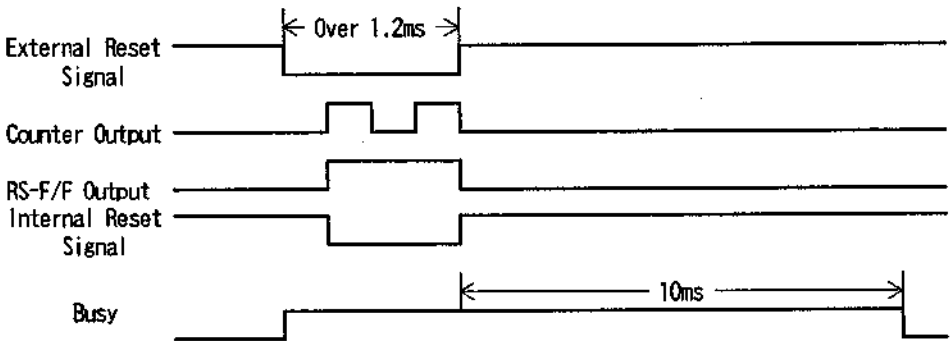 Over 1.2ms
External Reset
Signal
Counter Output
RS-F/F Output
Internal Reset
Signal
10ms
Busy